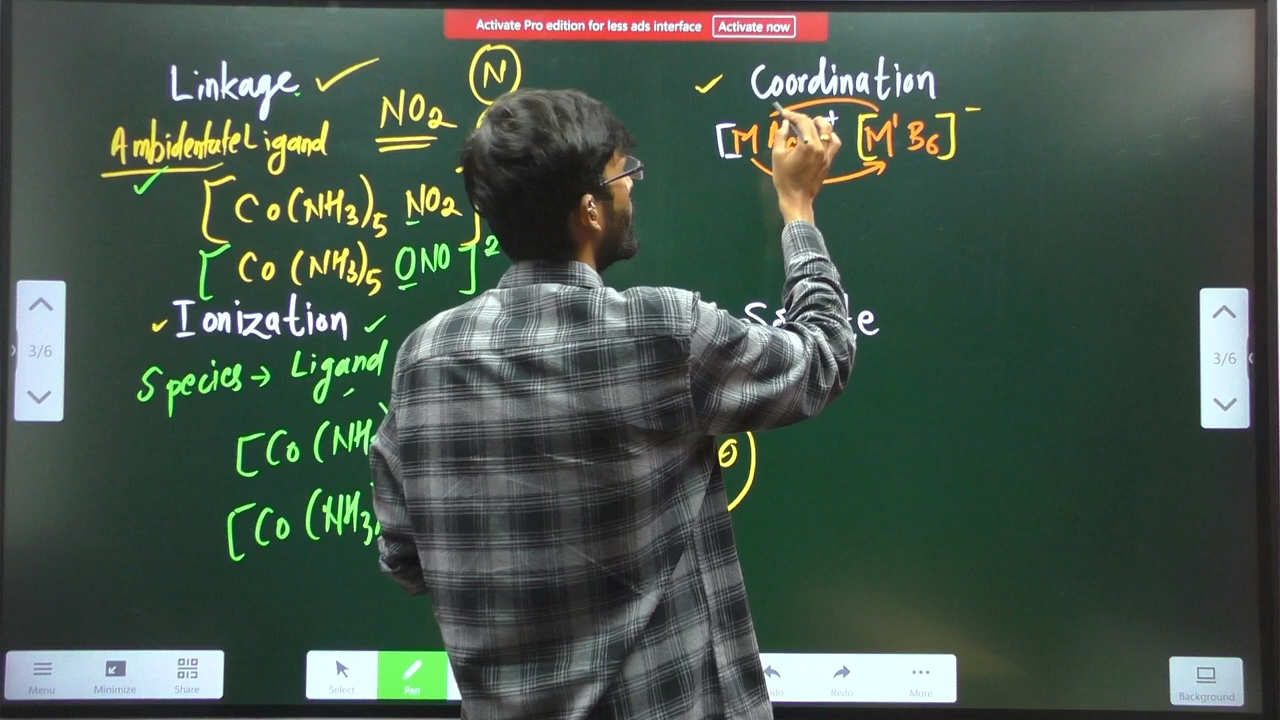 Activate Pro edition for less ads interface Activate now
Linkage.
NO2
N
Ambidentate Ligand
[Co(NH3)5 NO2]
[Co (NH3)5 ONO]2
Ionization
Species → Ligand
[Co (NH
[Co (NH3)
Coordination
[M + [M' B6]-
3/6
3/6
Menu
Minimize
Share
Select
Pen
Redo
More
Background